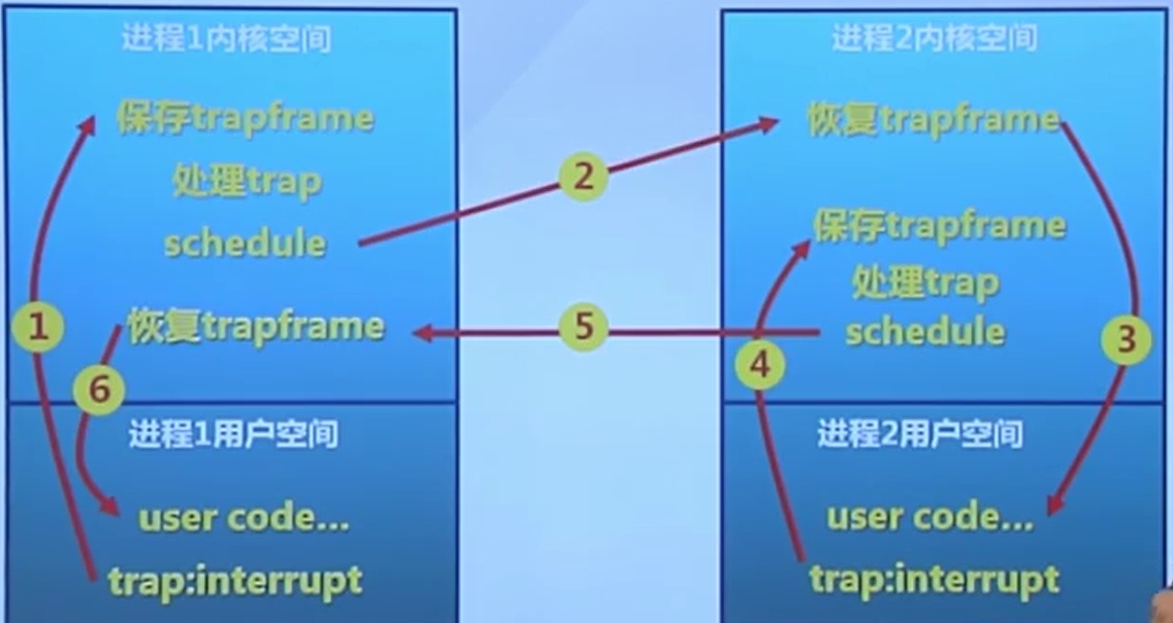 进程1内核空间
保存trapframe
处理trap
schedule
恢复trapframe
1
6
进程1用户空间
user code...
trap:interrupt
2
5
进程2内核空间
恢复trapframe
保存trapframe
处理trap
schedule
4
3
进程2用户空间
user code...
trap:interrupt